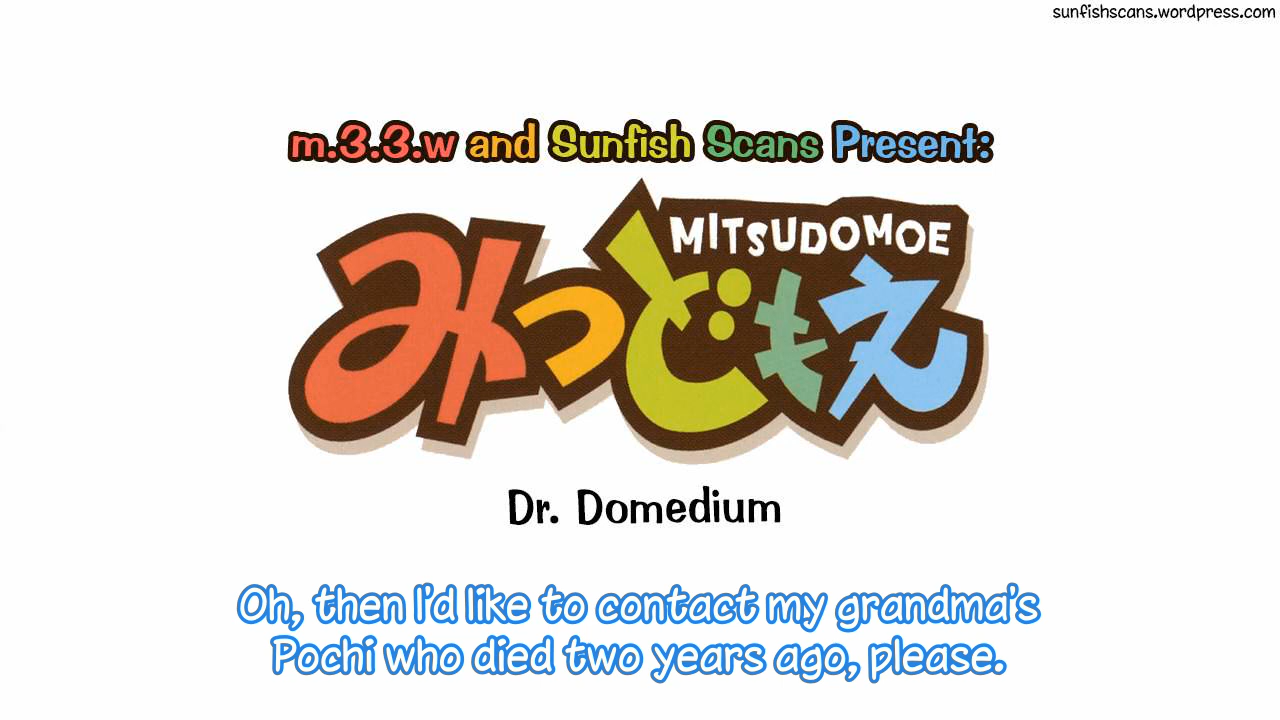 sunfishscans.wordpress.com
m.3.3.w and Sunfish Scans Present:
MITSUDOMOE
みつどもえ
Dr. Domedium
Oh, then I'd like to contact my grandma's
Pochi who died two years ago, please.